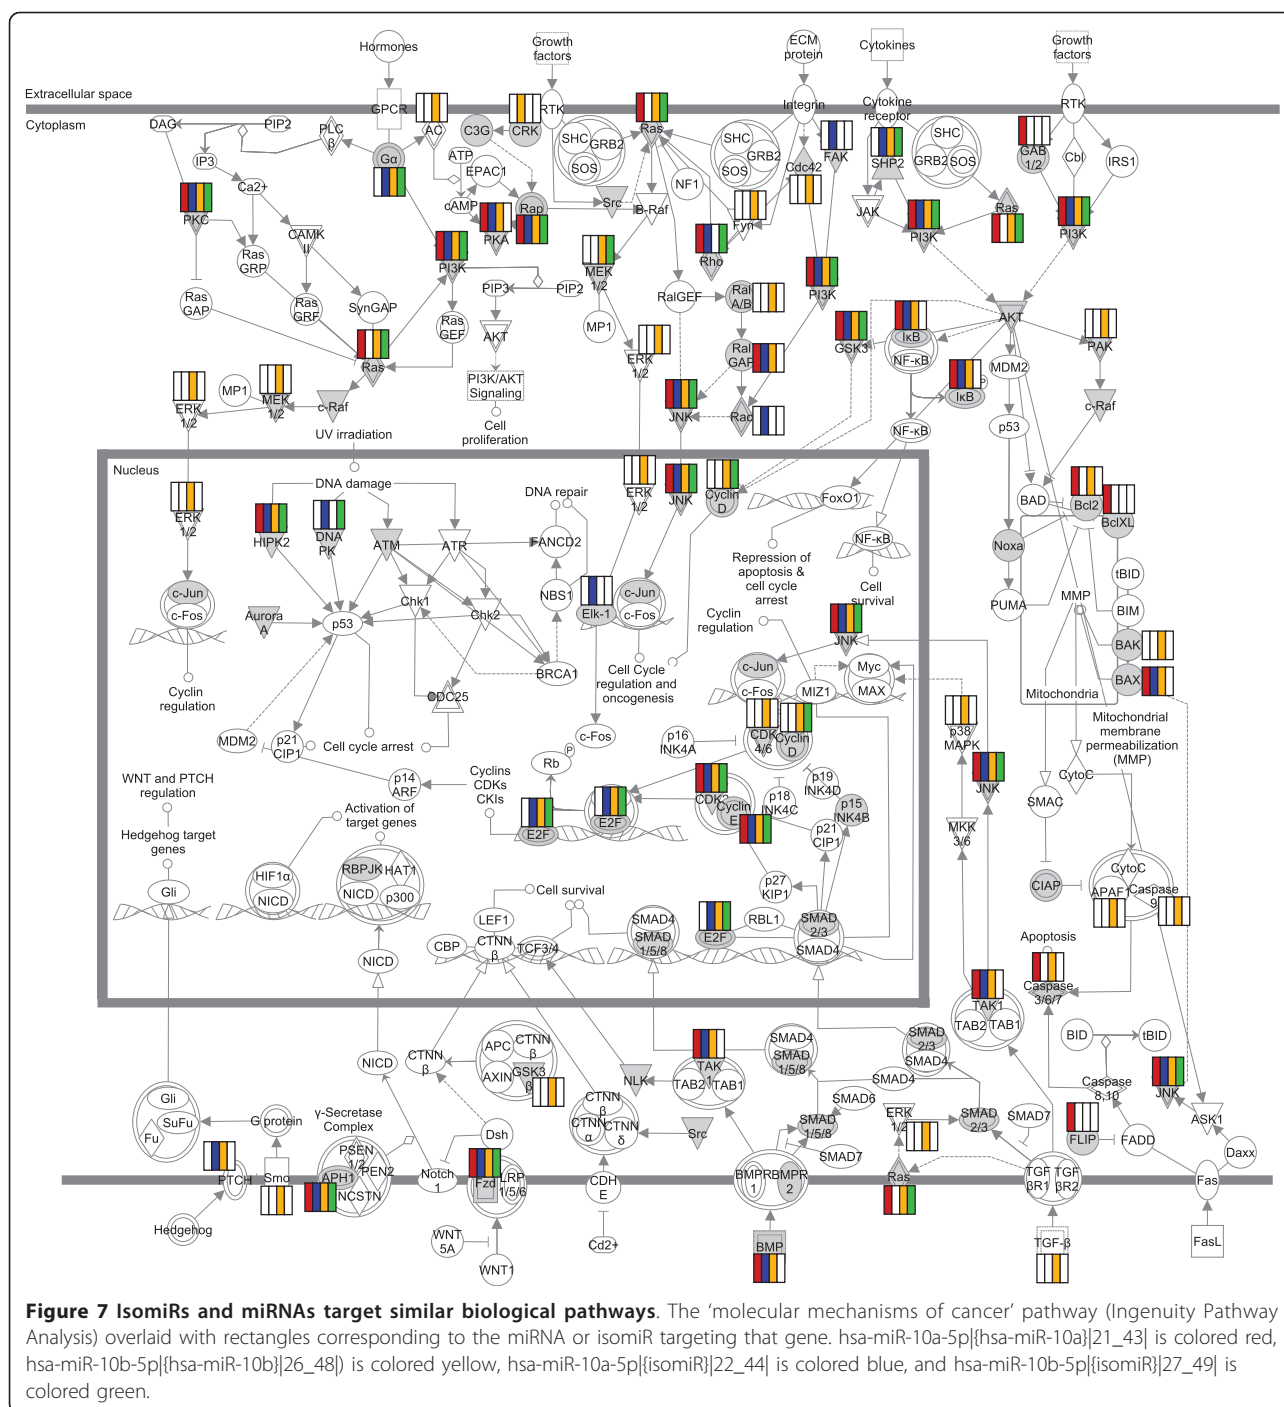 Hormones
Growth
factors
ECM
protein
Cytokines
Growth
factors
Extracellular space
GPCR
AC
CRK
RTK
Ras
Integrin
Cytokine
receptor
RTK
Cytoplasm
DAG
PIP2
PLC
β
C3G
SHC
GRB2
SOS
SHC
GRB2
SOS
FAK
SHP2
SHC
GRB2
SOS
GAB
1/2
Cbl
IRS1
IP3
Gα
ATP
EPAC1
cAMP
Cdc42
NF1
Ca2+
PKC
PKA
Rap
Src
B-Raf
Fyn
JAK
PI3K
Ras
PI3K
CAMK
II
Ras
GRP
PI3K
MEK
1/2
Rho
PI3K
Ras
GAP
Ras
GRF
SynGAP
Ras
GEF
PIP3
PIP2
AKT
MP1
RalGEF
Ral
A/B
IκB
NF-κB
AKT
PAK
GSK3
ERK
1/2
Ral
GAP
MDM2
Ras
PI3K/AKT
Signaling
IκB
P
MP1
MEK
1/2
ERK
1/2
c-Raf
JNK
Rac
c-Raf
p53
Cell
proliferation
NF-κB
UV irradiation
Nucleus
DNA damage
DNA repair
ERK
1/2
JNK
Cyclin
D
FoxO1
BAD
Bcl2
BclXL
ERK
1/2
HIPK2
DNA
PK
ATM
ATR
FANCD2
NF-κB
Noxa
Repression of
apoptosis &
cell cycle
arrest
Cell
survival
tBID
c-Jun
c-Fos
Aurora
A
p53
Chk1
Chk2
NBS1
Elk-1
c-Jun
c-Fos
Cyclin
regulation
JNK
PUMA
MMP
BIM
BAK
BAX
Cyclin
regulation
BRCA1
Cell Cycle
regulation and
oncogenesis
c-Jun
c-Fos
MIZ1
Myc
MAX
CDC25
Mitochondria
Mitochondrial
membrane
permeabilization
(MMP)
MDM2
p21
CIP1
Cell cycle arrest
c-Fos
p16
INK4A
CDK
4/6
Cyclin
D
p38
MAPK
WNT and PTCH
regulation
p14
ARF
Cyclins
CDKs
CKIs
Rb
P
p19
INK4D
p18
INK4C
p15
INK4B
JNK
CytoC
SMAC
Hedgehog target
genes
Activation of
target genes
E2F
E2F
CDK2
Cyclin
E
p21
CIP1
MKK
3/6
Gli
HIF1α
NICD
RBPJK
HAT1
NICD
p300
p27
KIP1
CIAP
CytoC
APAF1
Caspase
9
Cell survival
LEF1
CBP
CTNN
β
TCF3/4
SMAD4
SMAD
1/5/8
E2F
RBL1
SMAD
2/3
SMAD4
NICD
Apoptosis
Caspase
3/6/7
TAK1
TAB2
TAB1
NICD
CTNN
β
APC
CTNN
β
AXIN
GSK3
β
NLK
TAK
1
TAB2
TAB1
SMAD4
SMAD
1/5/8
SMAD
2/3
SMAD4
BID
tBID
Caspase
8,10
JNK
ASK1
Gli
SuFu
Fu
G protein
γ-Secretase
Complex
CTNN
β
CTNN
α
CTNN
δ
Src
SMAD4
SMAD6
SMAD
1/5/8
SMAD7
ERK
1/2
SMAD
2/3
SMAD7
FLIP
FADD
Daxx
PTCH
Smo
PSEN
1/2
APH1
PEN2
NCSTN
Notch
1
Dsh
Fzd
LRP
1/5/6
CDH
E
BMPR
1
BMPR
2
Ras
TGF
βR1
TGF
βR2
Fas
Hedgehog
WNT
5A
WNT1
Cd2+
BMP
TGF-β
FasL
Figure 7 IsomiRs and miRNAs target similar biological pathways. The ‘molecular mechanisms of cancer’ pathway (Ingenuity Pathway
Analysis) overlaid with rectangles corresponding to the miRNA or isomiR targeting that gene. hsa-miR-10a-5p|{hsa-miR-10a}|21_43| is colored red,
hsa-miR-10b-5p|{hsa-miR-10b}|26_48|) is colored yellow, hsa-miR-10a-5p|{isomiR}|22_44| is colored blue, and hsa-miR-10b-5p|{isomiR}|27_49| is
colored green.